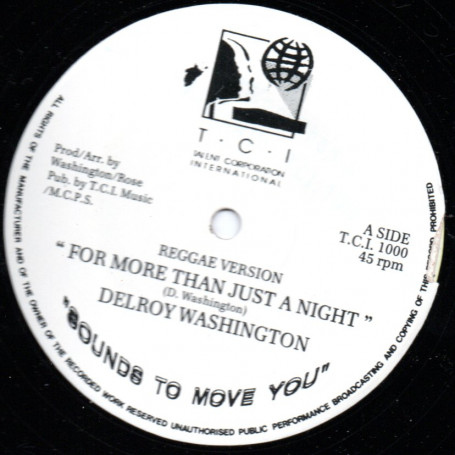 T · C · I
TALENT CORPORATION
INTERNATIONAL
Prod/Arr. by
Washington/Rose
Pub. by T.C.I. Music
/M.C.P.S.
A SIDE
T.C.I. 1000
45 rpm
REGGAE VERSION
" FOR MORE THAN JUST A NIGHT "
(D. Washington)
DELROY WASHINGTON
"SOUNDS TO MOVE YOU"
ALL RIGHTS OF THE MANUFACTURER AND OF THE OWNER OF THE RECORDED WORK RESERVED UNAUTHORISED PUBLIC PERFORMANCE BROADCASTING AND COPYING OF THIS RECORD PROHIBITED